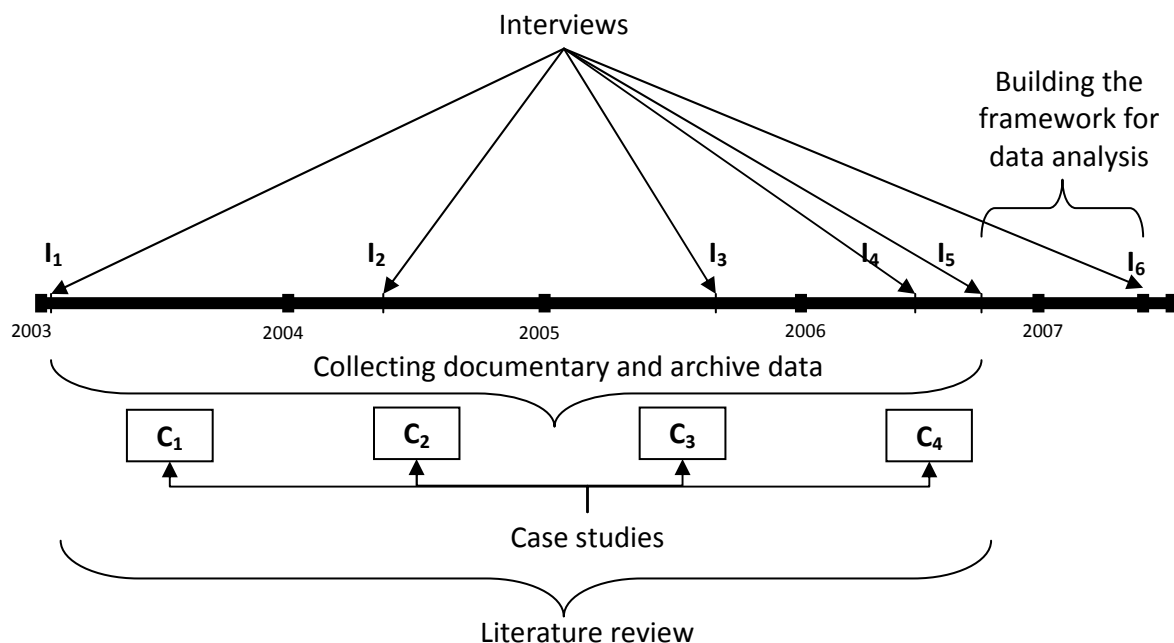 Interviews
Building the
framework for
data analysis
I₁ I₂ I₃ I₄ I₅ I₆
2003 2004 2005 2006 2007
Collecting documentary and archive data
C₁ C₂ C₃ C₄
Case studies
Literature review